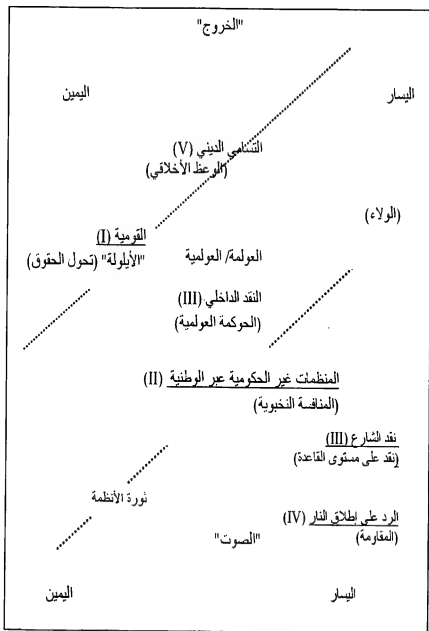 "الخروج"
اليسار
اليمين
التسامي الديني (V)
(الوعظ الأخلاقي)
(الولاء)
القومية (I)
"الأيلولة" (تحول الحقوق)
العولمة/ العولمية
النقد الداخلي (III)
(الحوكمة العولمية)
المنظمات غير الحكومية عبر الوطنية (II)
(المنافسة النخبوية)
نقد الشارع (III)
(نقد على مستوى القاعدة)
ثورة الأنظمة
الرد على إطلاق النار (IV)
(المقاومة)
"الصوت"
اليسار
اليمين